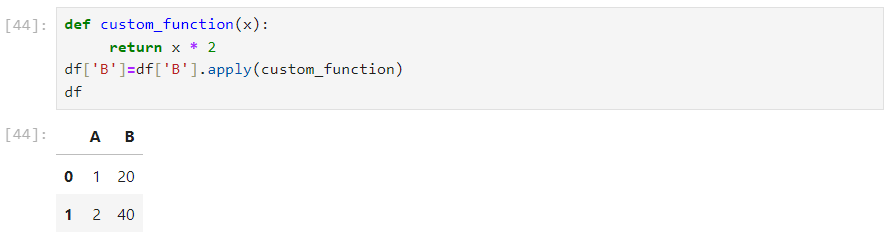 [44]: def custom_function(x):
     return x * 2
df['B']=df['B'].apply(custom_function)
df
[44]:
A B
0 1 20
1 2 40